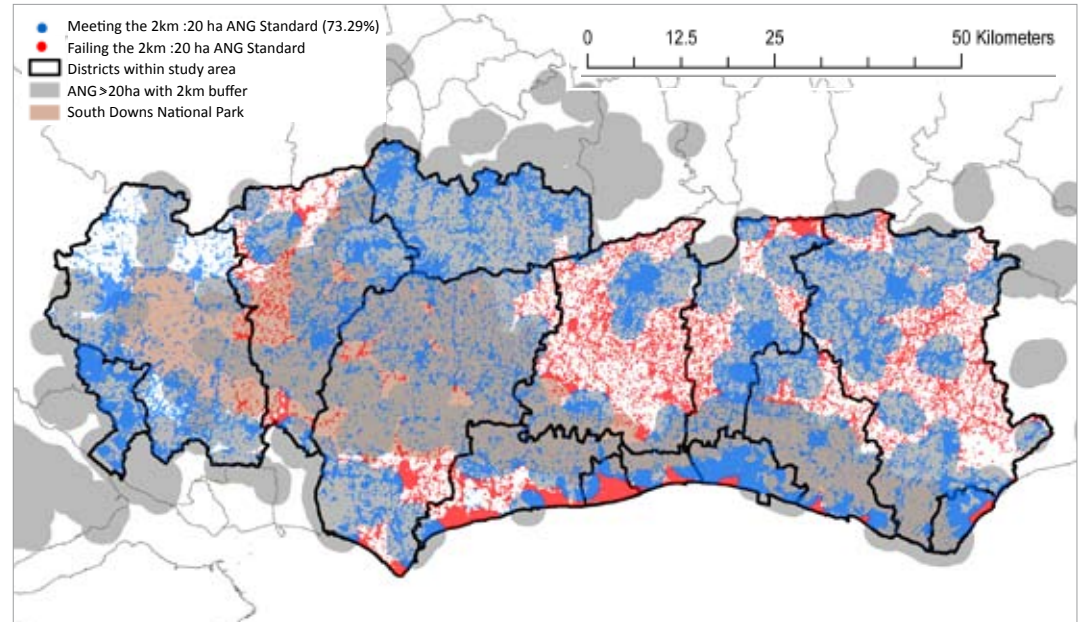 Meeting the 2km :20 ha ANG Standard (73.29%)
Failing the 2km :20 ha ANG Standard
Districts within study area
ANG >20ha with 2km buffer
South Downs National Park
0 12.5 25 50 Kilometers